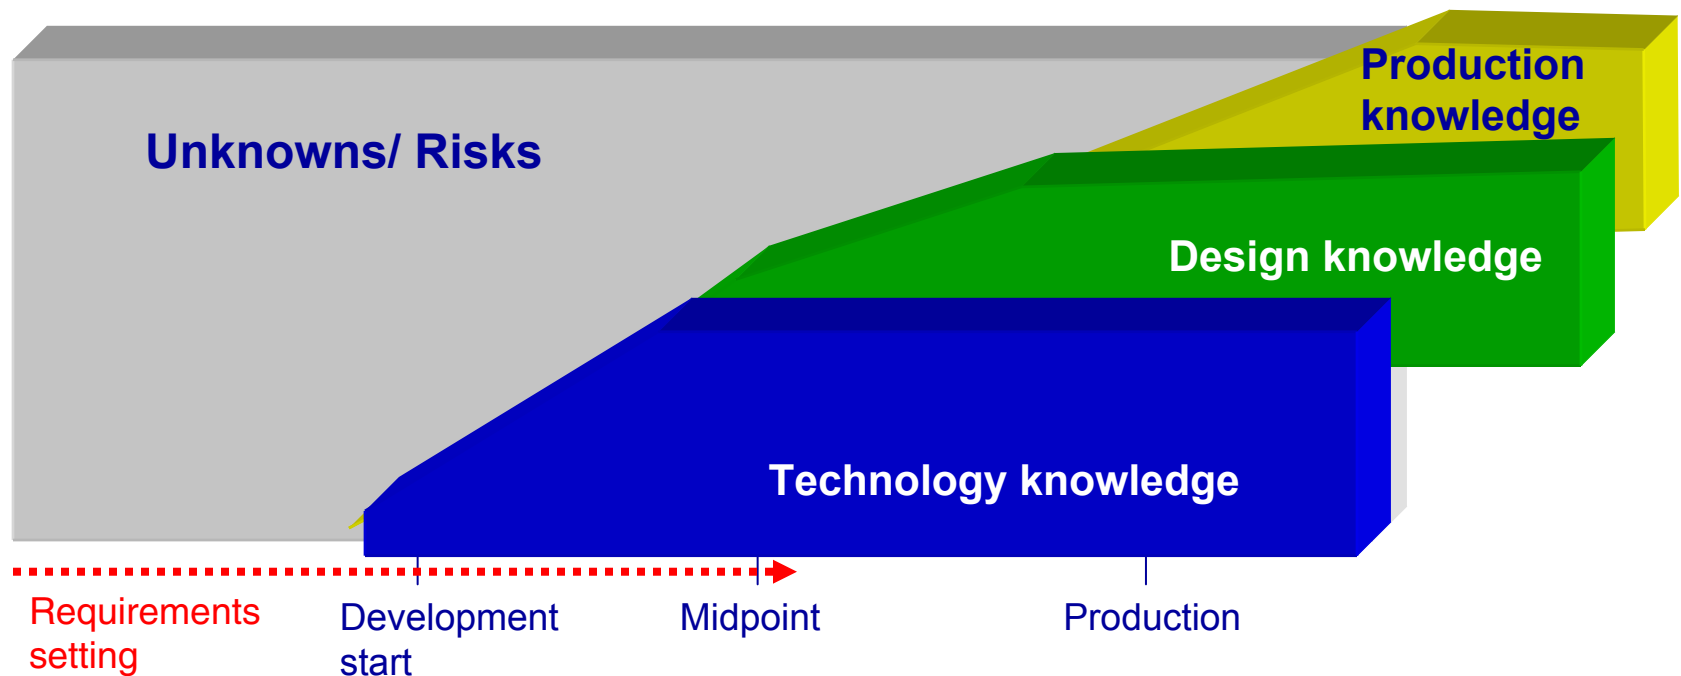 Production
knowledge
Unknowns/ Risks
Design knowledge
Technology knowledge
Requirements
setting
Development
start
Midpoint
Production